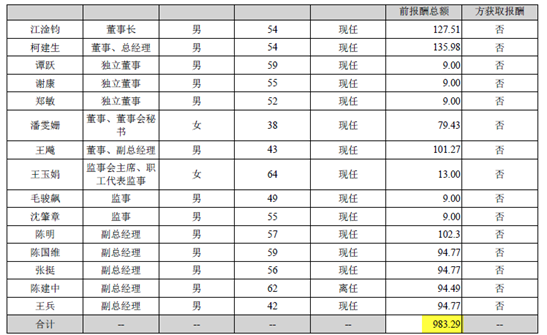 前报酬总额 方获取报酬
江淦钧 董事长 男 54 现任 127.51 否
柯建生 董事、总经理 男 54 现任 135.98 否
谭跃 独立董事 男 59 现任 9.00 否
谢康 独立董事 男 55 现任 9.00 否
郑敏 独立董事 男 52 现任 9.00 否
潘雯姗 董事、董事会秘书 女 38 现任 79.43 否
王飚 董事、副总经理 男 43 现任 101.27 否
王玉娟 监事会主席、职工代表监事 女 64 现任 13.00 否
毛骏飙 监事 男 49 现任 9.00 否
沈肇章 监事 男 55 现任 9.00 否
陈明 副总经理 男 57 现任 102.3 否
陈国维 副总经理 男 59 现任 94.77 否
张挺 副总经理 男 56 现任 94.77 否
陈建中 副总经理 男 62 离任 94.49 否
王兵 副总经理 男 42 现任 94.77 否
合计 -- -- -- -- 983.29 --